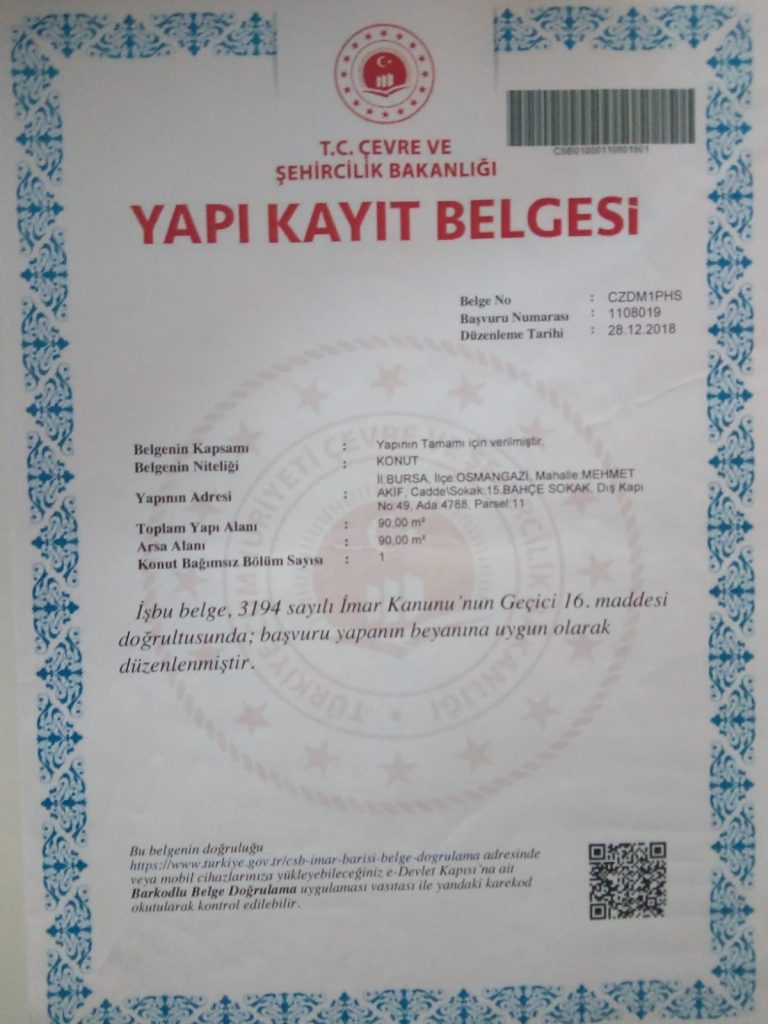 CSB01000110801901
T.C. ÇEVRE VE
ŞEHİRCİLİK BAKANLIĞI
YAPI KAYIT BELGESİ
Belge No : CZDM1PHS
Başvuru Numarası : 1108019
Düzenleme Tarihi : 28.12.2018
Belgenin Kapsamı : Yapının Tamamı için verilmiştir.
Belgenin Niteliği : KONUT
Yapının Adresi : İl:BURSA, İlçe OSMANGAZİ, Mahalle MEHMET
AKİF, Cadde\Sokak:15.BAHÇE SOKAK, Dış Kapı
No:49, Ada:4788, Parsel:11
Toplam Yapı Alanı : 90,00 m²
Arsa Alanı : 90,00 m²
Konut Bağımsız Bölüm Sayısı : 1
İşbu belge, 3194 sayılı İmar Kanunu'nun Geçici 16. maddesi
doğrultusunda; başvuru yapanın beyanına uygun olarak
düzenlenmiştir.
Bu belgenin doğruluğu
https://www.turkiye.gov.tr/csb-imar-barisi-belge-dogrulama adresinde
veya mobil cihazlarınıza yükleyebileceğiniz e-Devlet Kapısı'na ait
Barkodlu Belge Doğrulama uygulaması vasıtası ile yandaki karekod
okutularak kontrol edilebilir.